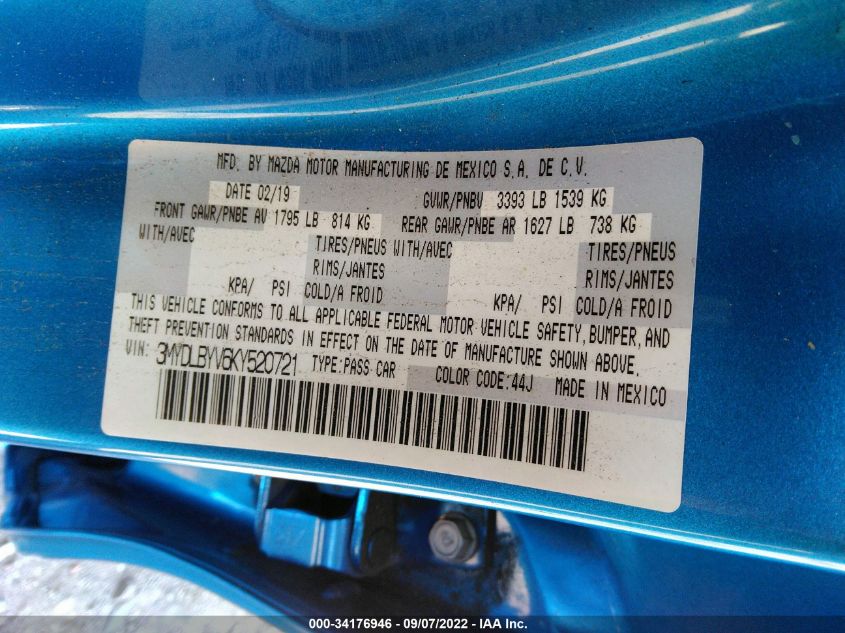 MFD. BY MAZDA MOTOR MANUFACTURING DE MEXICO S.A. DE C.V.
DATE 02/19 GVWR/PNBV 3393 LB 1539 KG
FRONT GAWR/PNBE AV 1795 LB 814 KG REAR GAWR/PNBE AR 1627 LB 738 KG
WITH/AVEC TIRES/PNEUS WITH/AVEC TIRES/PNEUS
RIMS/JANTES RIMS/JANTES
KPA/ PSI COLD/A FROID KPA/ PSI COLD/A FROID
THIS VEHICLE CONFORMS TO ALL APPLICABLE FEDERAL MOTOR VEHICLE SAFETY, BUMPER, AND
THEFT PREVENTION STANDARDS IN EFFECT ON THE DATE OF MANUFACTURE SHOWN ABOVE.
VIN: 3MYDLBYV6KY520721 TYPE:PASS CAR COLOR CODE:44J MADE IN MEXICO
000-34176946 - 09/07/2022 - IAA Inc.